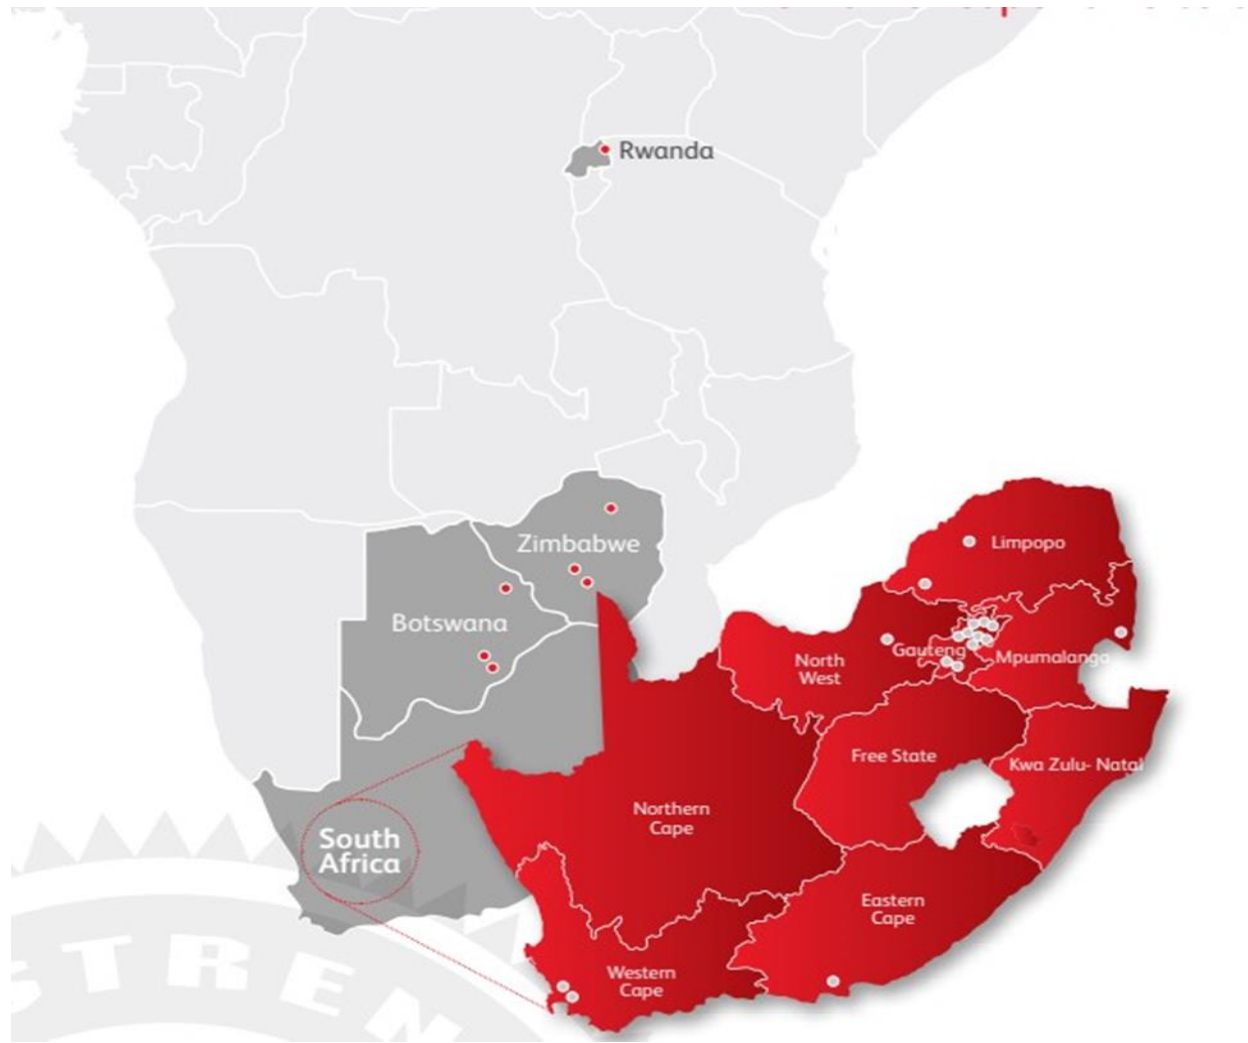 Rwanda
Zimbabwe
Botswana
South
Africa
Limpopo
Gauteng
Mpumalanga
North
West
Free State
Kwa Zulu- Natal
Northern
Cape
Eastern
Cape
Western
Cape
STREN